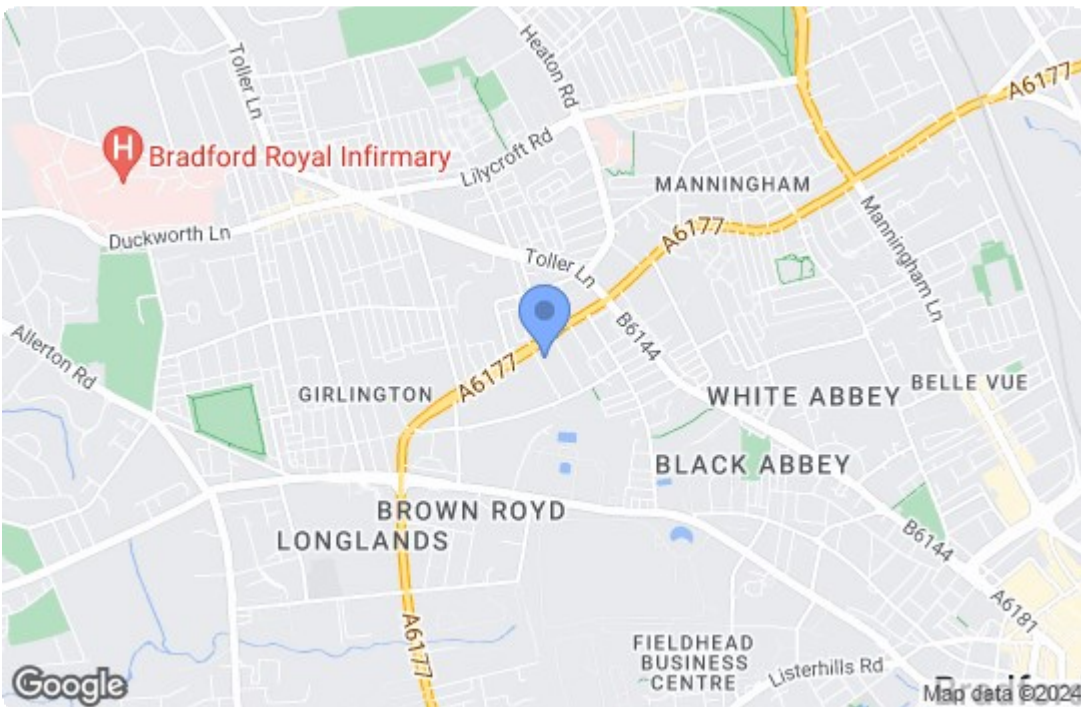 Heaton Rd
Toller Ln
A6177
H
Bradford Royal Infirmary
Lilycroft Rd
MANNINGHAM
Duckworth Ln
A6177
Manningham Ln
Toller Ln
B6144
Allerton Rd
A6177
GIRLINGTON
WHITE ABBEY
BELLE VUE
BLACK ABBEY
BROWN ROYD
LONGLANDS
B6144
A6181
A6177
FIELDHEAD
BUSINESS
CENTRE
Listerhills Rd
Google
Map data ©2024